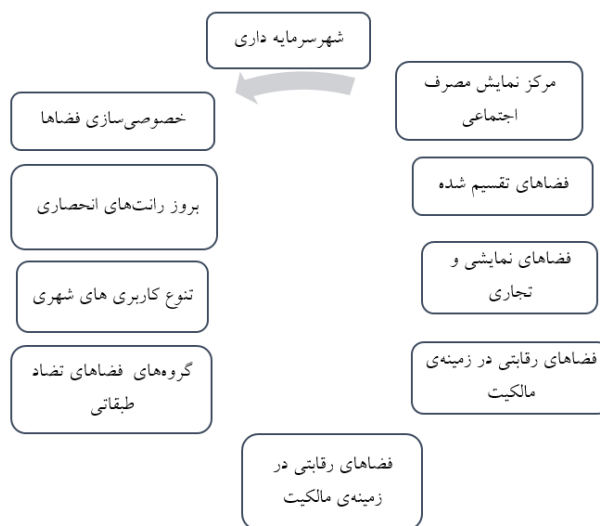 شهرسرمایه داری
مرکز نمایش مصرف
اجتماعی
فضاهای تقسیم شده
فضاهای نمایشی و
تجاری
فضاهای رقابتی در زمینه‌ی
مالکیت
فضاهای رقابتی در
زمینه‌ی مالکیت
خصوصی‌سازی فضاها
بروز رانت‌های انحصاری
تنوع کاربری های شهری
گروه‌های فضاهای تضاد
طبقاتی